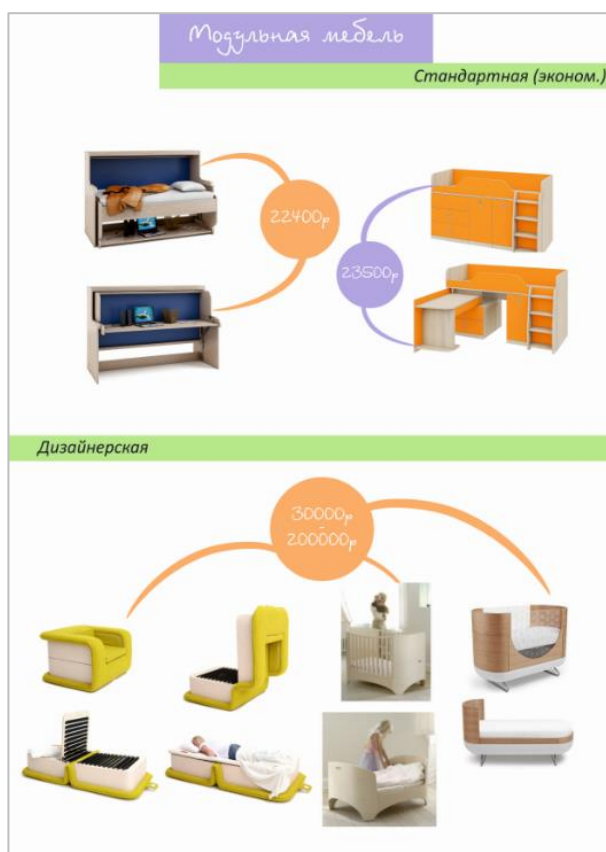 Модульная мебель
Стандартная (эконом.)
22400р
23500р
Дизайнерская
30000р
-
200000р